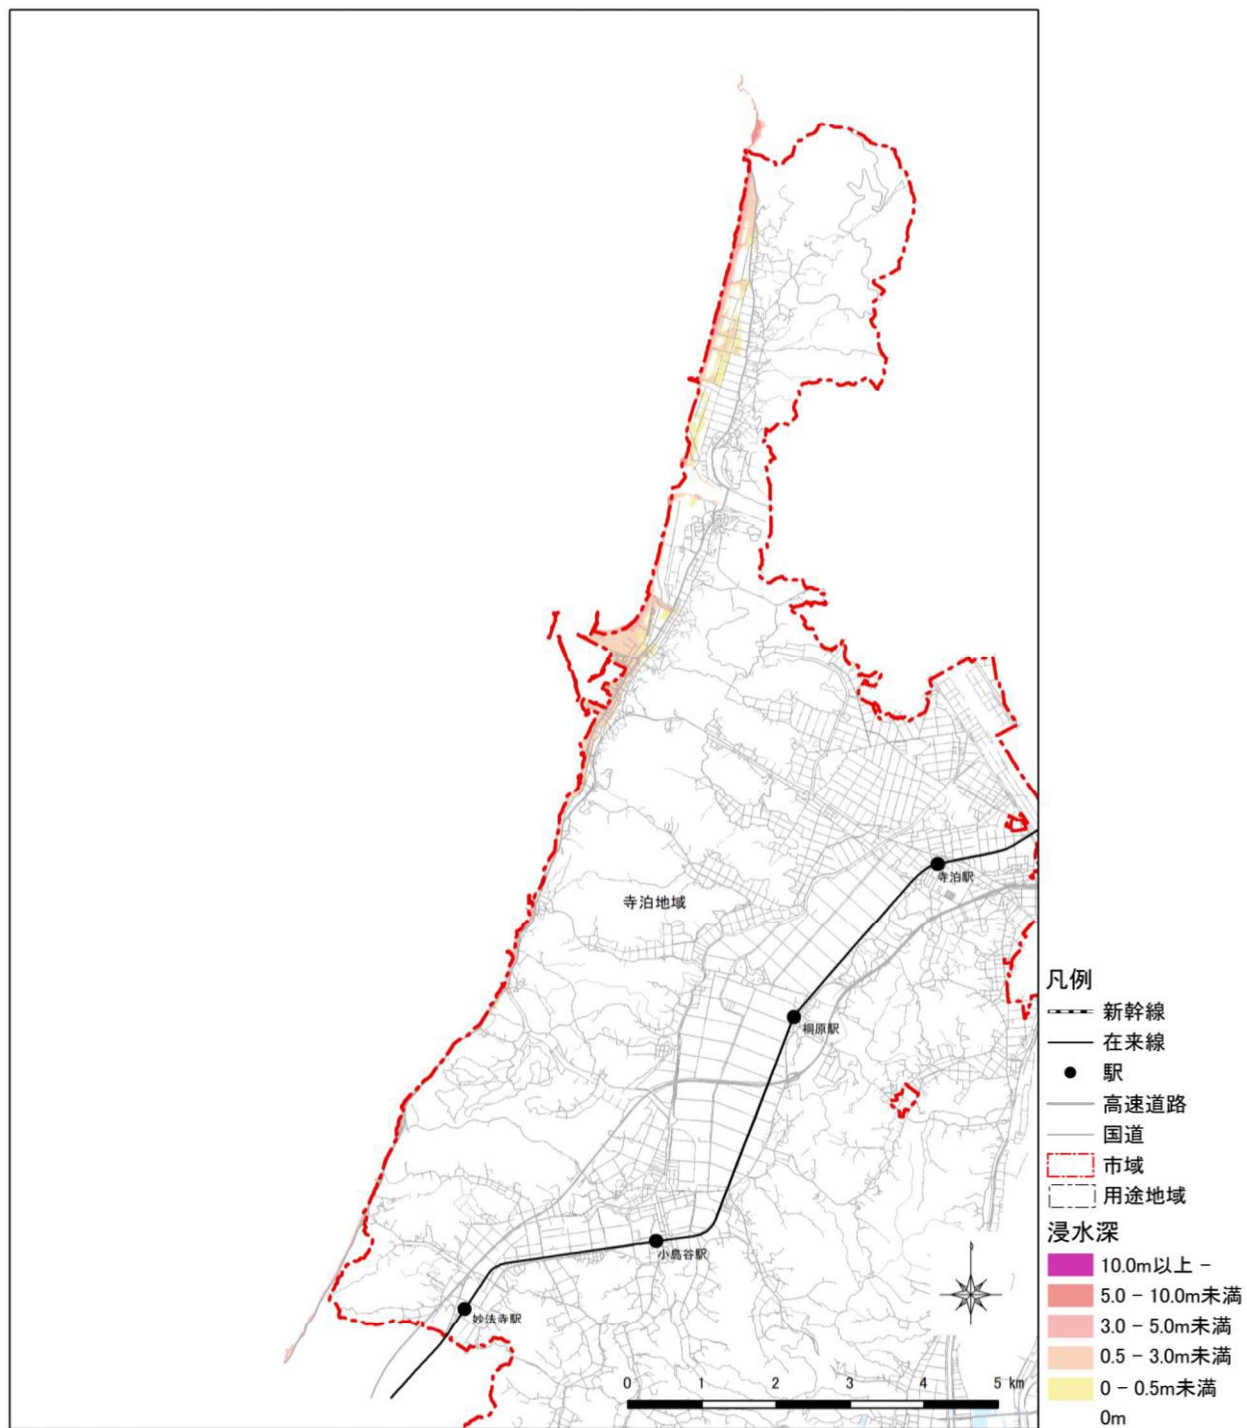 寺泊駅
寺泊地域
桐原駅
小島谷駅
妙法寺駅
0 1 2 3 4 5 km
凡例
新幹線
在来線
駅
高速道路
国道
市域
用途地域
浸水深
10.0m以上 -
5.0 - 10.0m未満
3.0 - 5.0m未満
0.5 - 3.0m未満
0 - 0.5m未満
0m